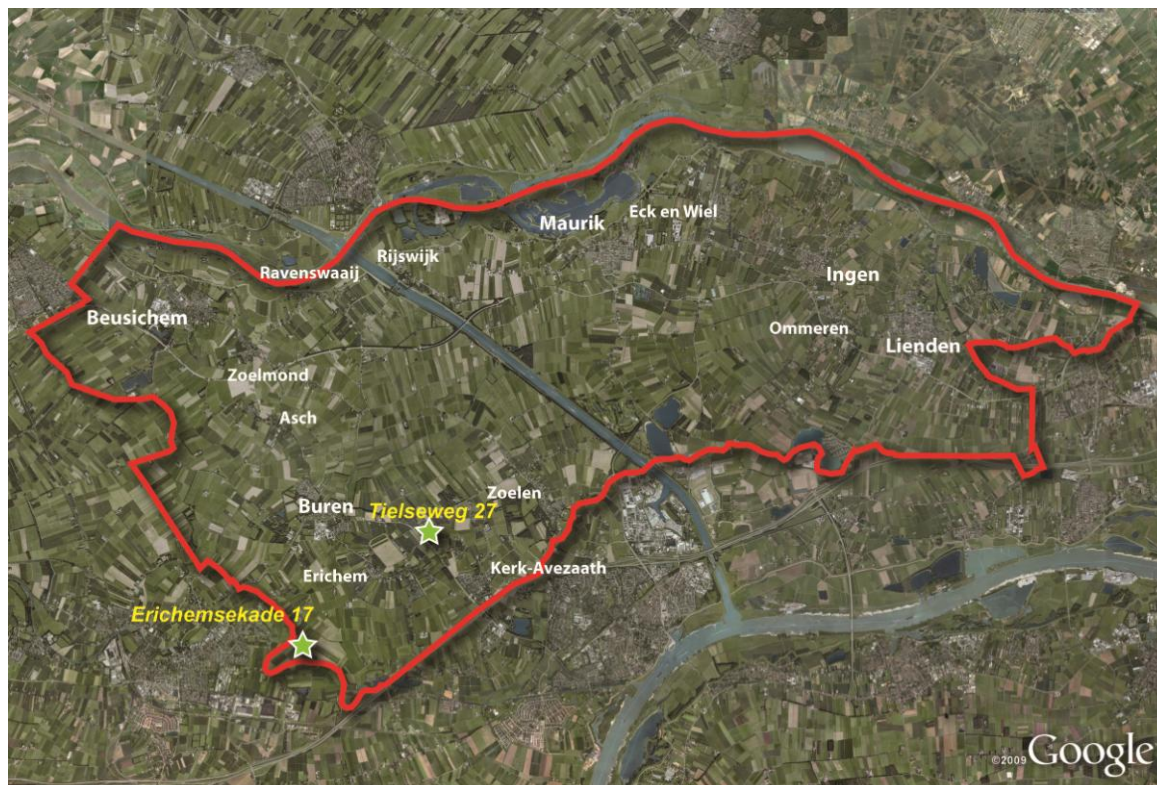 Maurik
Eck en Wiel
Rijswijk
Ravenswaaij
Ingen
Beusichem
Ommeren
Lienden
Zoelmond
Asch
Zoelen
Buren
Tielseweg 27
Kerk-Avezaath
Erichem
Erichemsekade 17
©2009 Google